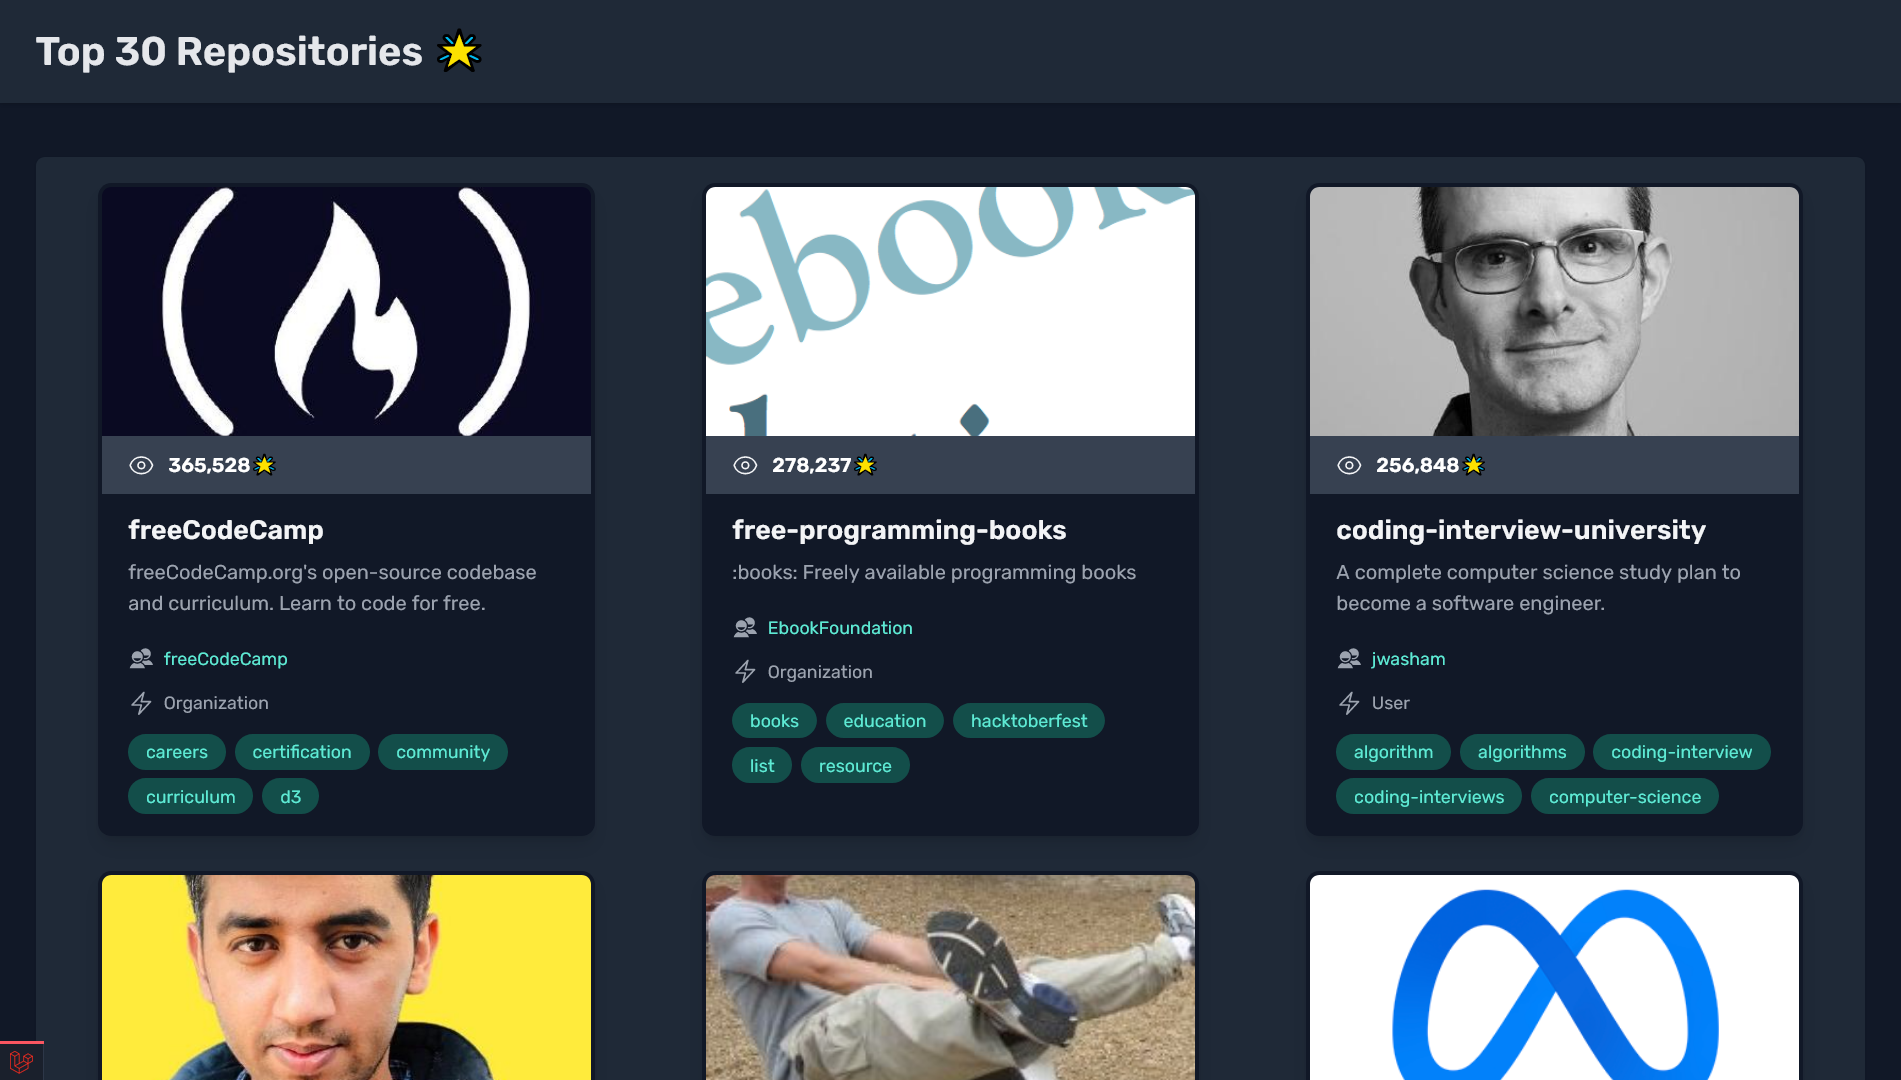 Top 30 Repositories
ebook
365,528
freeCodeCamp
freeCodeCamp.org's open-source codebase
and curriculum. Learn to code for free.
freeCodeCamp
Organization
careers certification community
curriculum d3
278,237
free-programming-books
:books: Freely available programming books
EbookFoundation
Organization
books education hacktoberfest
list resource
256,848
coding-interview-university
A complete computer science study plan to
become a software engineer.
jwasham
User
algorithm algorithms coding-interview
coding-interviews computer-science